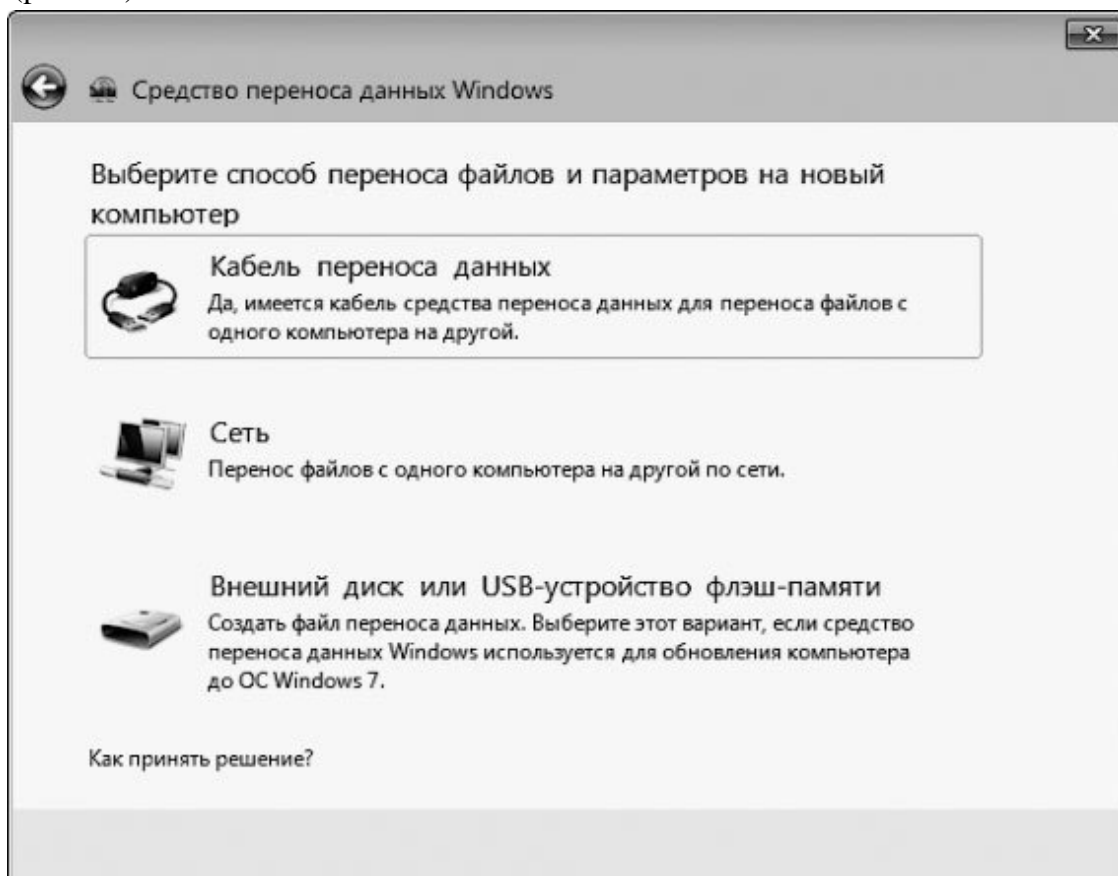 Средство переноса данных Windows
Выберите способ переноса файлов и параметров на новый
компьютер
Кабель переноса данных
Да, имеется кабель средства переноса данных для переноса файлов с
одного компьютера на другой.
Сеть
Перенос файлов с одного компьютера на другой по сети.
Внешний диск или USB-устройство флэш-памяти
Создать файл переноса данных. Выберите этот вариант, если средство
переноса данных Windows используется для обновления компьютера
до ОС Windows 7.
Как принять решение?